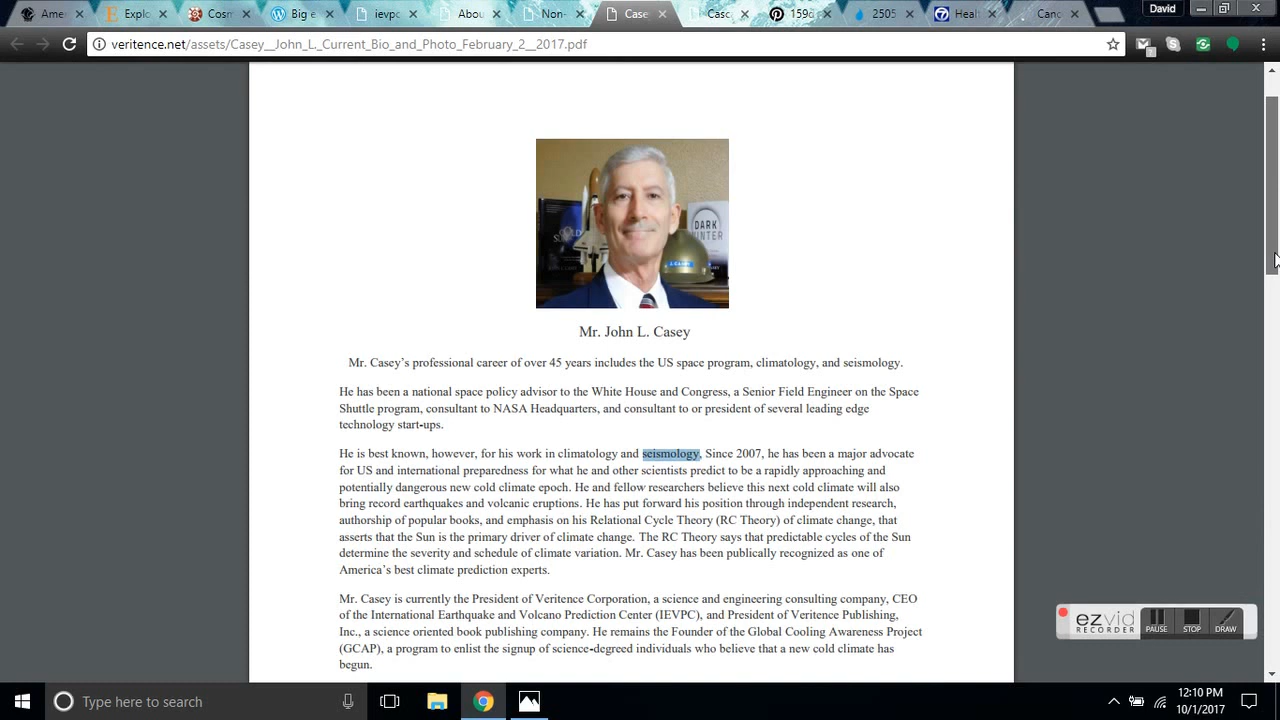 Ame
Explo
Cosm
Big e
ievpc
Abou
Non-
Case
Casc
159d
2505
Healt
Canc
David
veritence.net/assets/Casey__John_L._Current_Bio_and_Photo_February_2__2017.pdf
DARK
WINTER
J. CASEY
Mr. John L. Casey
Mr. Casey’s professional career of over 45 years includes the US space program, climatology, and seismology.
He has been a national space policy advisor to the White House and Congress, a Senior Field Engineer on the Space
Shuttle program, consultant to NASA Headquarters, and consultant to or president of several leading edge
technology start-ups.
He is best known, however, for his work in climatology and seismology, Since 2007, he has been a major advocate
for US and international preparedness for what he and other scientists predict to be a rapidly approaching and
potentially dangerous new cold climate epoch. He and fellow researchers believe this next cold climate will also
bring record earthquakes and volcanic eruptions. He has put forward his position through independent research,
authorship of popular books, and emphasis on his Relational Cycle Theory (RC Theory) of climate change, that
asserts that the Sun is the primary driver of climate change. The RC Theory says that predictable cycles of the Sun
determine the severity and schedule of climate variation. Mr. Casey has been publically recognized as one of
America’s best climate prediction experts.
Mr. Casey is currently the President of Veritence Corporation, a science and engineering consulting company, CEO
of the International Earthquake and Volcano Prediction Center (IEVPC), and President of Veritence Publishing,
Inc., a science oriented book publishing company. He remains the Founder of the Global Cooling Awareness Project
(GCAP), a program to enlist the signup of science-degreed individuals who believe that a new cold climate has
begun.
ezvid
RECORDER
PAUSE
STOP
DRAW
Type here to search
12:10 PM
10/1/2017